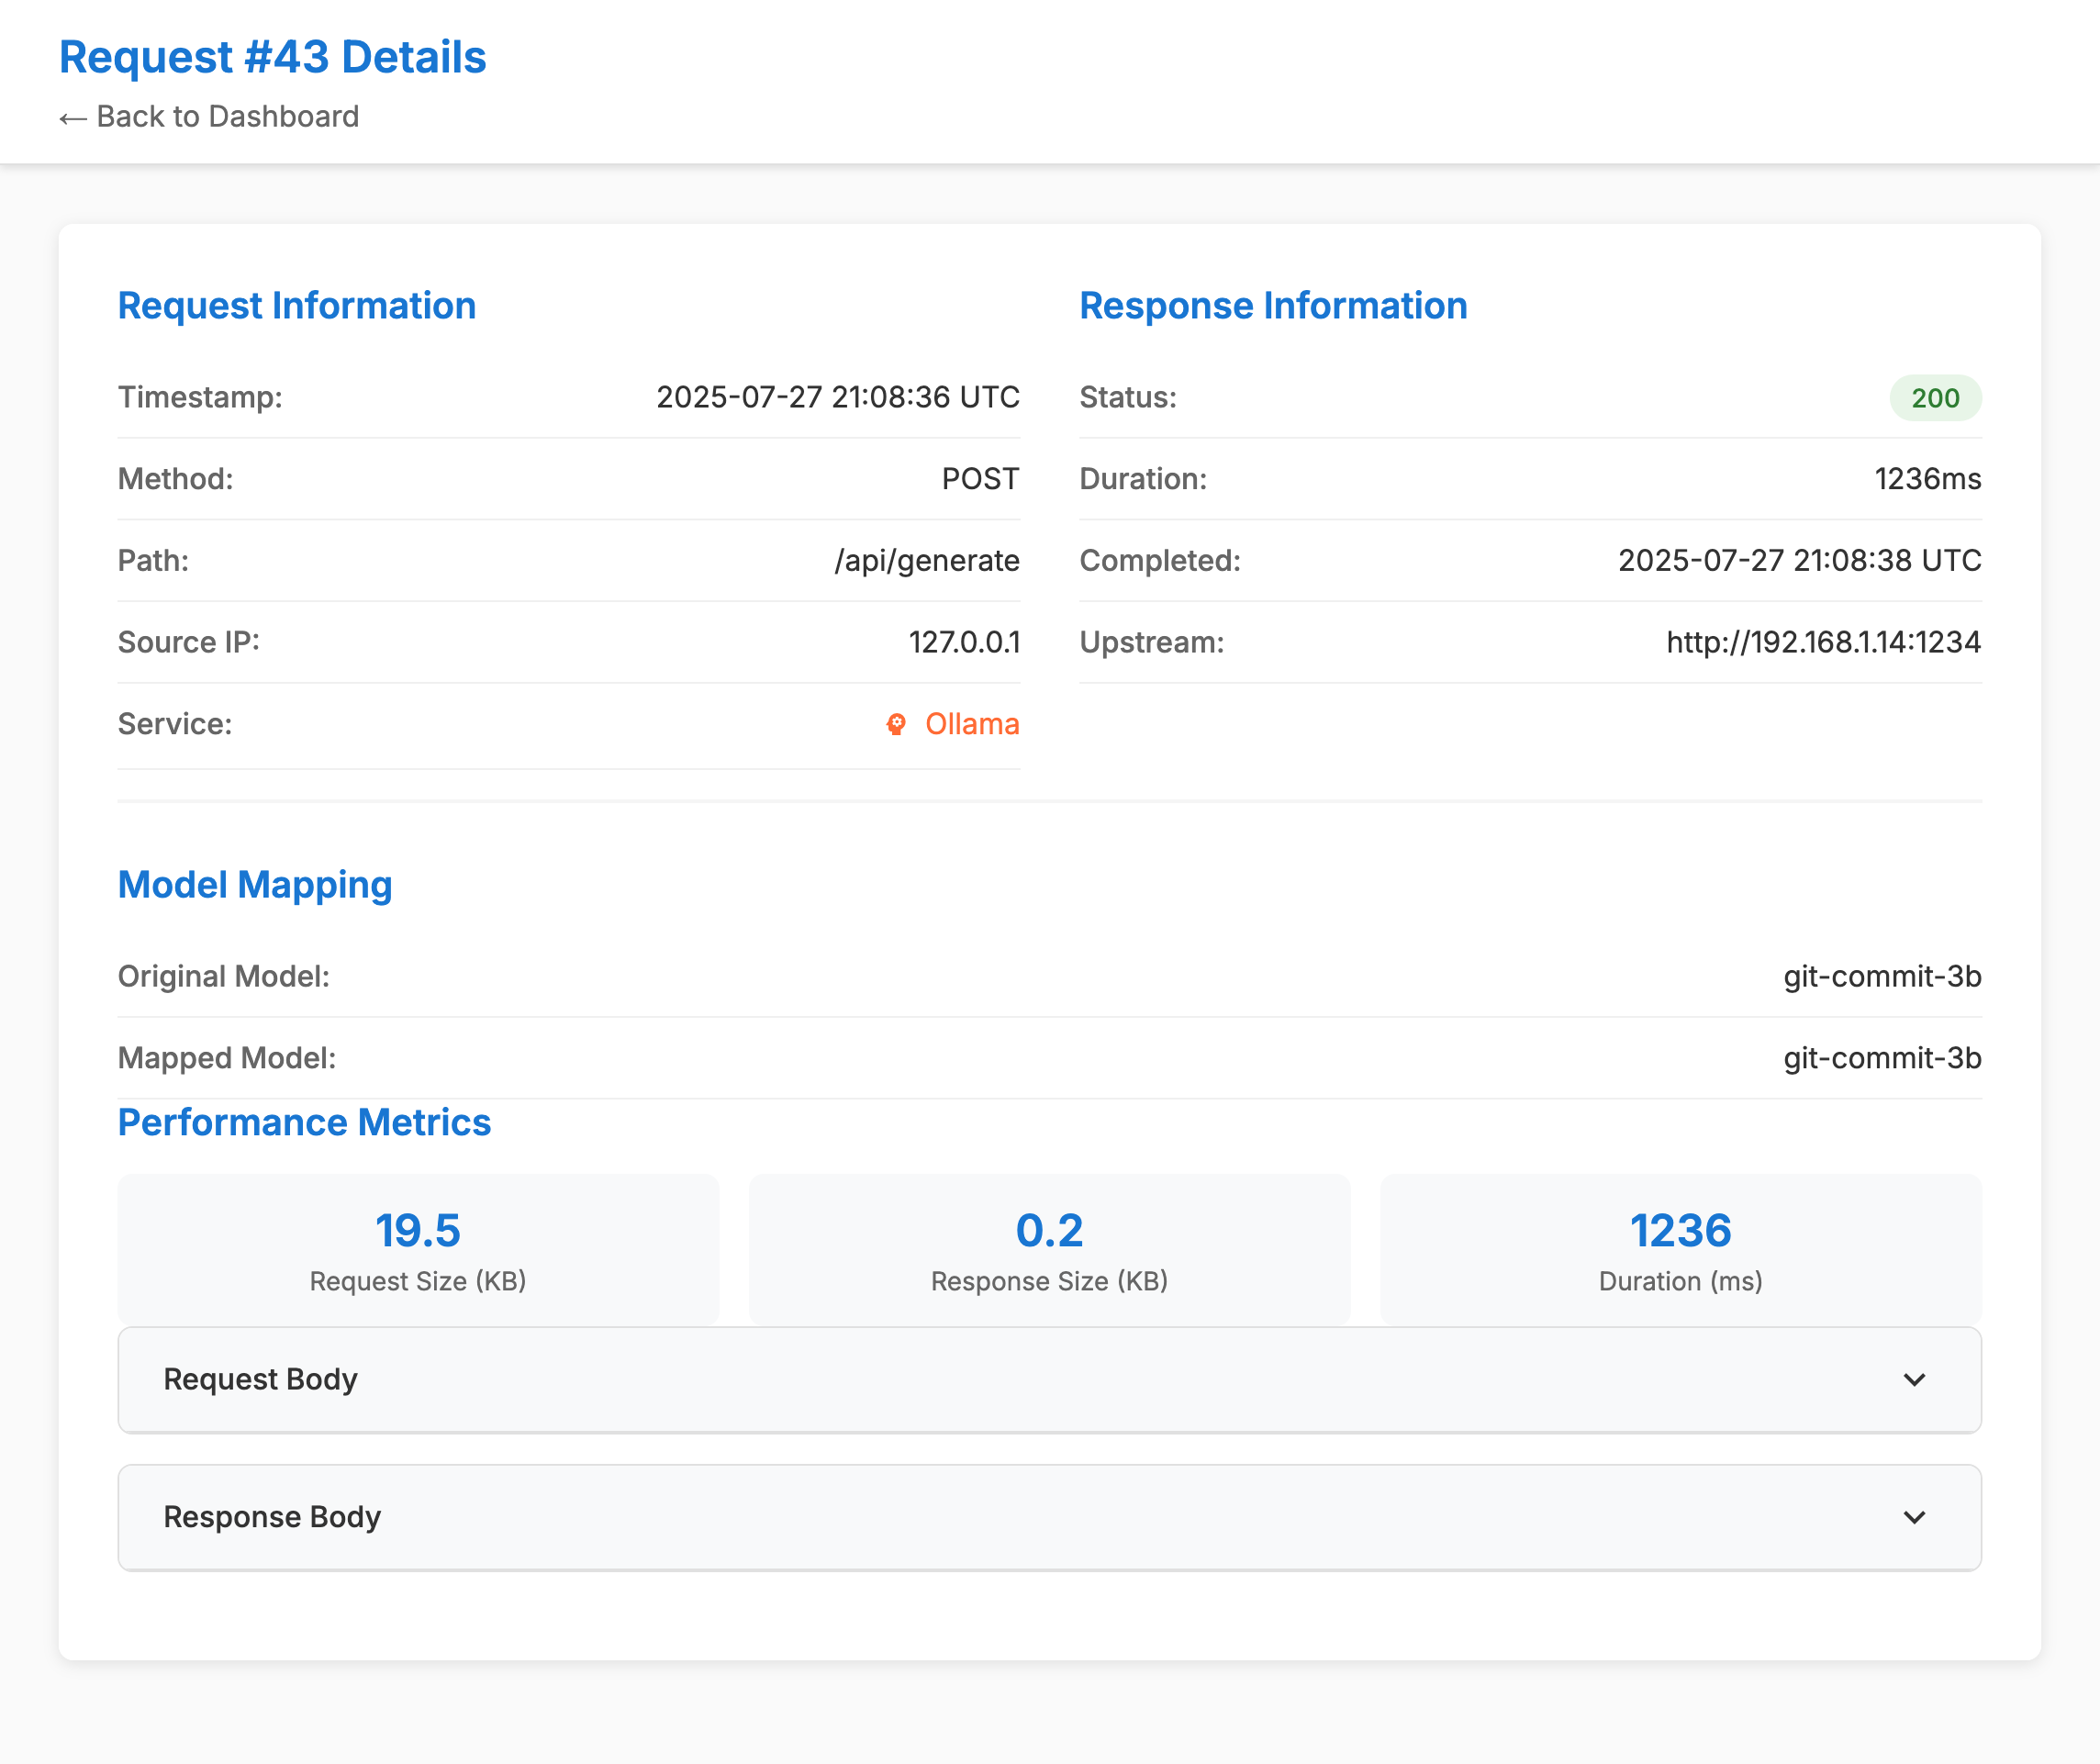 Request #43 Details
← Back to Dashboard
Request Information
Timestamp: 2025-07-27 21:08:36 UTC
Method: POST
Path: /api/generate
Source IP: 127.0.0.1
Service: Ollama
Response Information
Status: 200
Duration: 1236ms
Completed: 2025-07-27 21:08:38 UTC
Upstream: http://192.168.1.14:1234
Model Mapping
Original Model: git-commit-3b
Mapped Model: git-commit-3b
Performance Metrics
19.5
Request Size (KB)
0.2
Response Size (KB)
1236
Duration (ms)
Request Body
Response Body